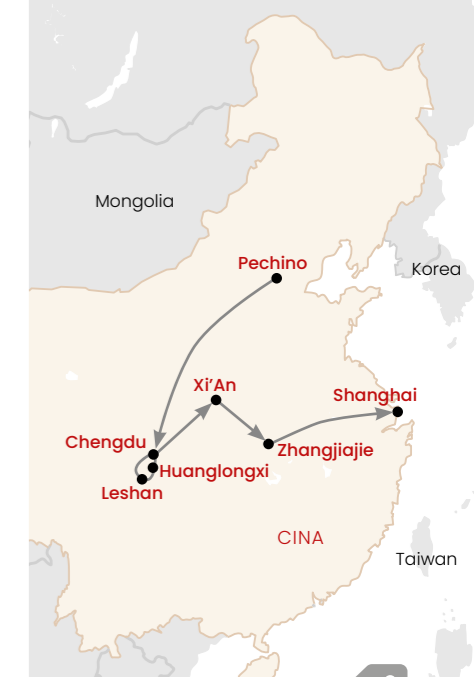 Mongolia
Pechino
Korea
Xi'An
Shanghai
Chengdu
Zhangjiajie
Huanglongxi
Leshan
CINA
Taiwan